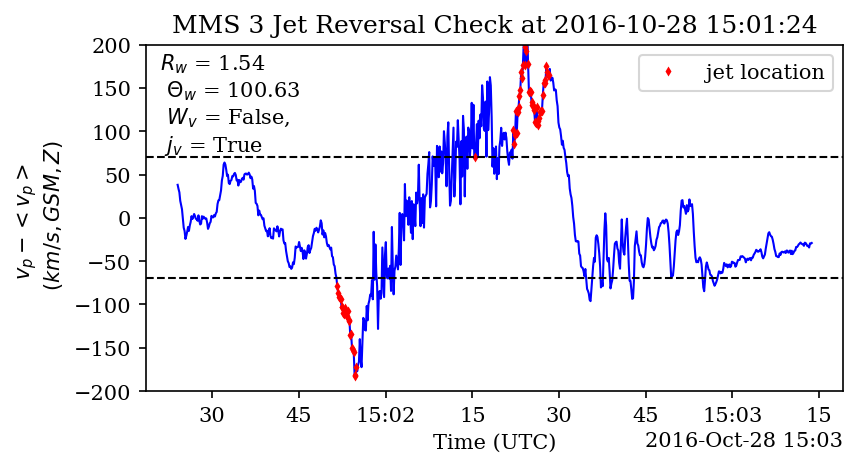 MMS 3 Jet Reversal Check at 2016-10-28 15:01:24
R_w = 1.54
Θ_w = 100.63
W_v = False,
j_v = True
jet location
200
150
100
50
0
−50
−100
−150
−200
v_p − < v_p >
(km/s, GSM, Z)
30 45 15:02 15 30 45 15:03 15
Time (UTC)
2016-Oct-28 15:03